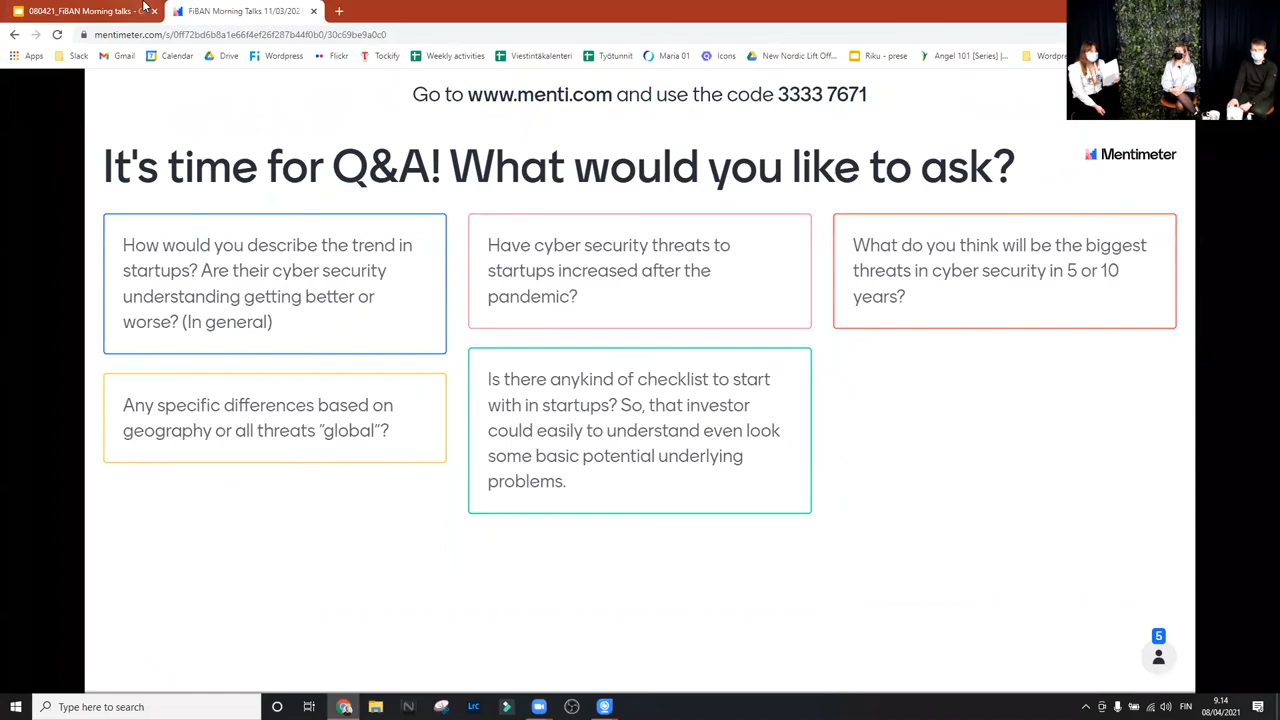 080421_FiBAN Morning talks -
FiBAN Morning Talks 11/03/202
mentimeter.com/s/0ff72bd6b8a1e66f4ef26f287b44f0b0/30c69be9a0c0
Apps Slack Gmail Calendar Drive Wordpress Flickr Tockify Weekly activities Viestintäkalenteri Työtunnit Maria 01 Icons New Nordic Lift Off... Riku - prese Angel 101 [Series] |... Wordpre
Go to www.menti.com and use the code 3333 7671
It's time for Q&A! What would you like to ask?
Mentimeter
How would you describe the trend in
startups? Are their cyber security
understanding getting better or
worse? (In general)
Any specific differences based on
geography or all threats "global"?
Have cyber security threats to
startups increased after the
pandemic?
Is there anykind of checklist to start
with in startups? So, that investor
could easily to understand even look
some basic potential underlying
problems.
What do you think will be the biggest
threats in cyber security in 5 or 10
years?
5
Type here to search
Lrc
FIN
9.14
08/04/2021